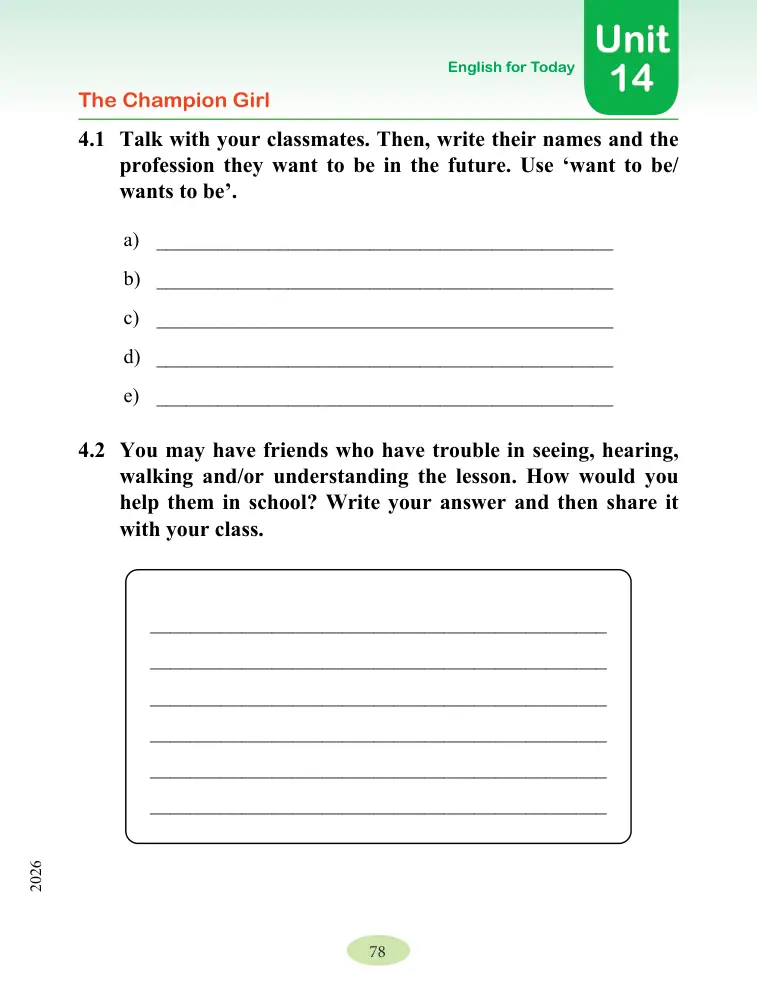 Unit
14
English for Today
The Champion Girl
4.1 Talk with your classmates. Then, write their names and the
profession they want to be in the future. Use ‘want to be/
wants to be’.
a)
b)
c)
d)
e)
4.2 You may have friends who have trouble in seeing, hearing,
walking and/or understanding the lesson. How would you
help them in school? Write your answer and then share it
with your class.
2026
78